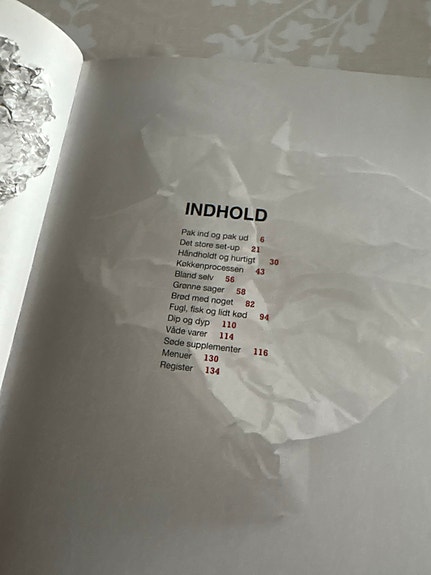 INDHOLD
Pak ind og pak ud 6
Det store set-up 21
Håndholdt og hurtigt 30
Køkkenprocessen 43
Bland selv 56
Grønne sager 58
Brød med noget 82
Fugl, fisk og lidt kød 94
Dip og dyp 110
Våde varer 114
Søde supplementer 116
Menuer 130
Register 134